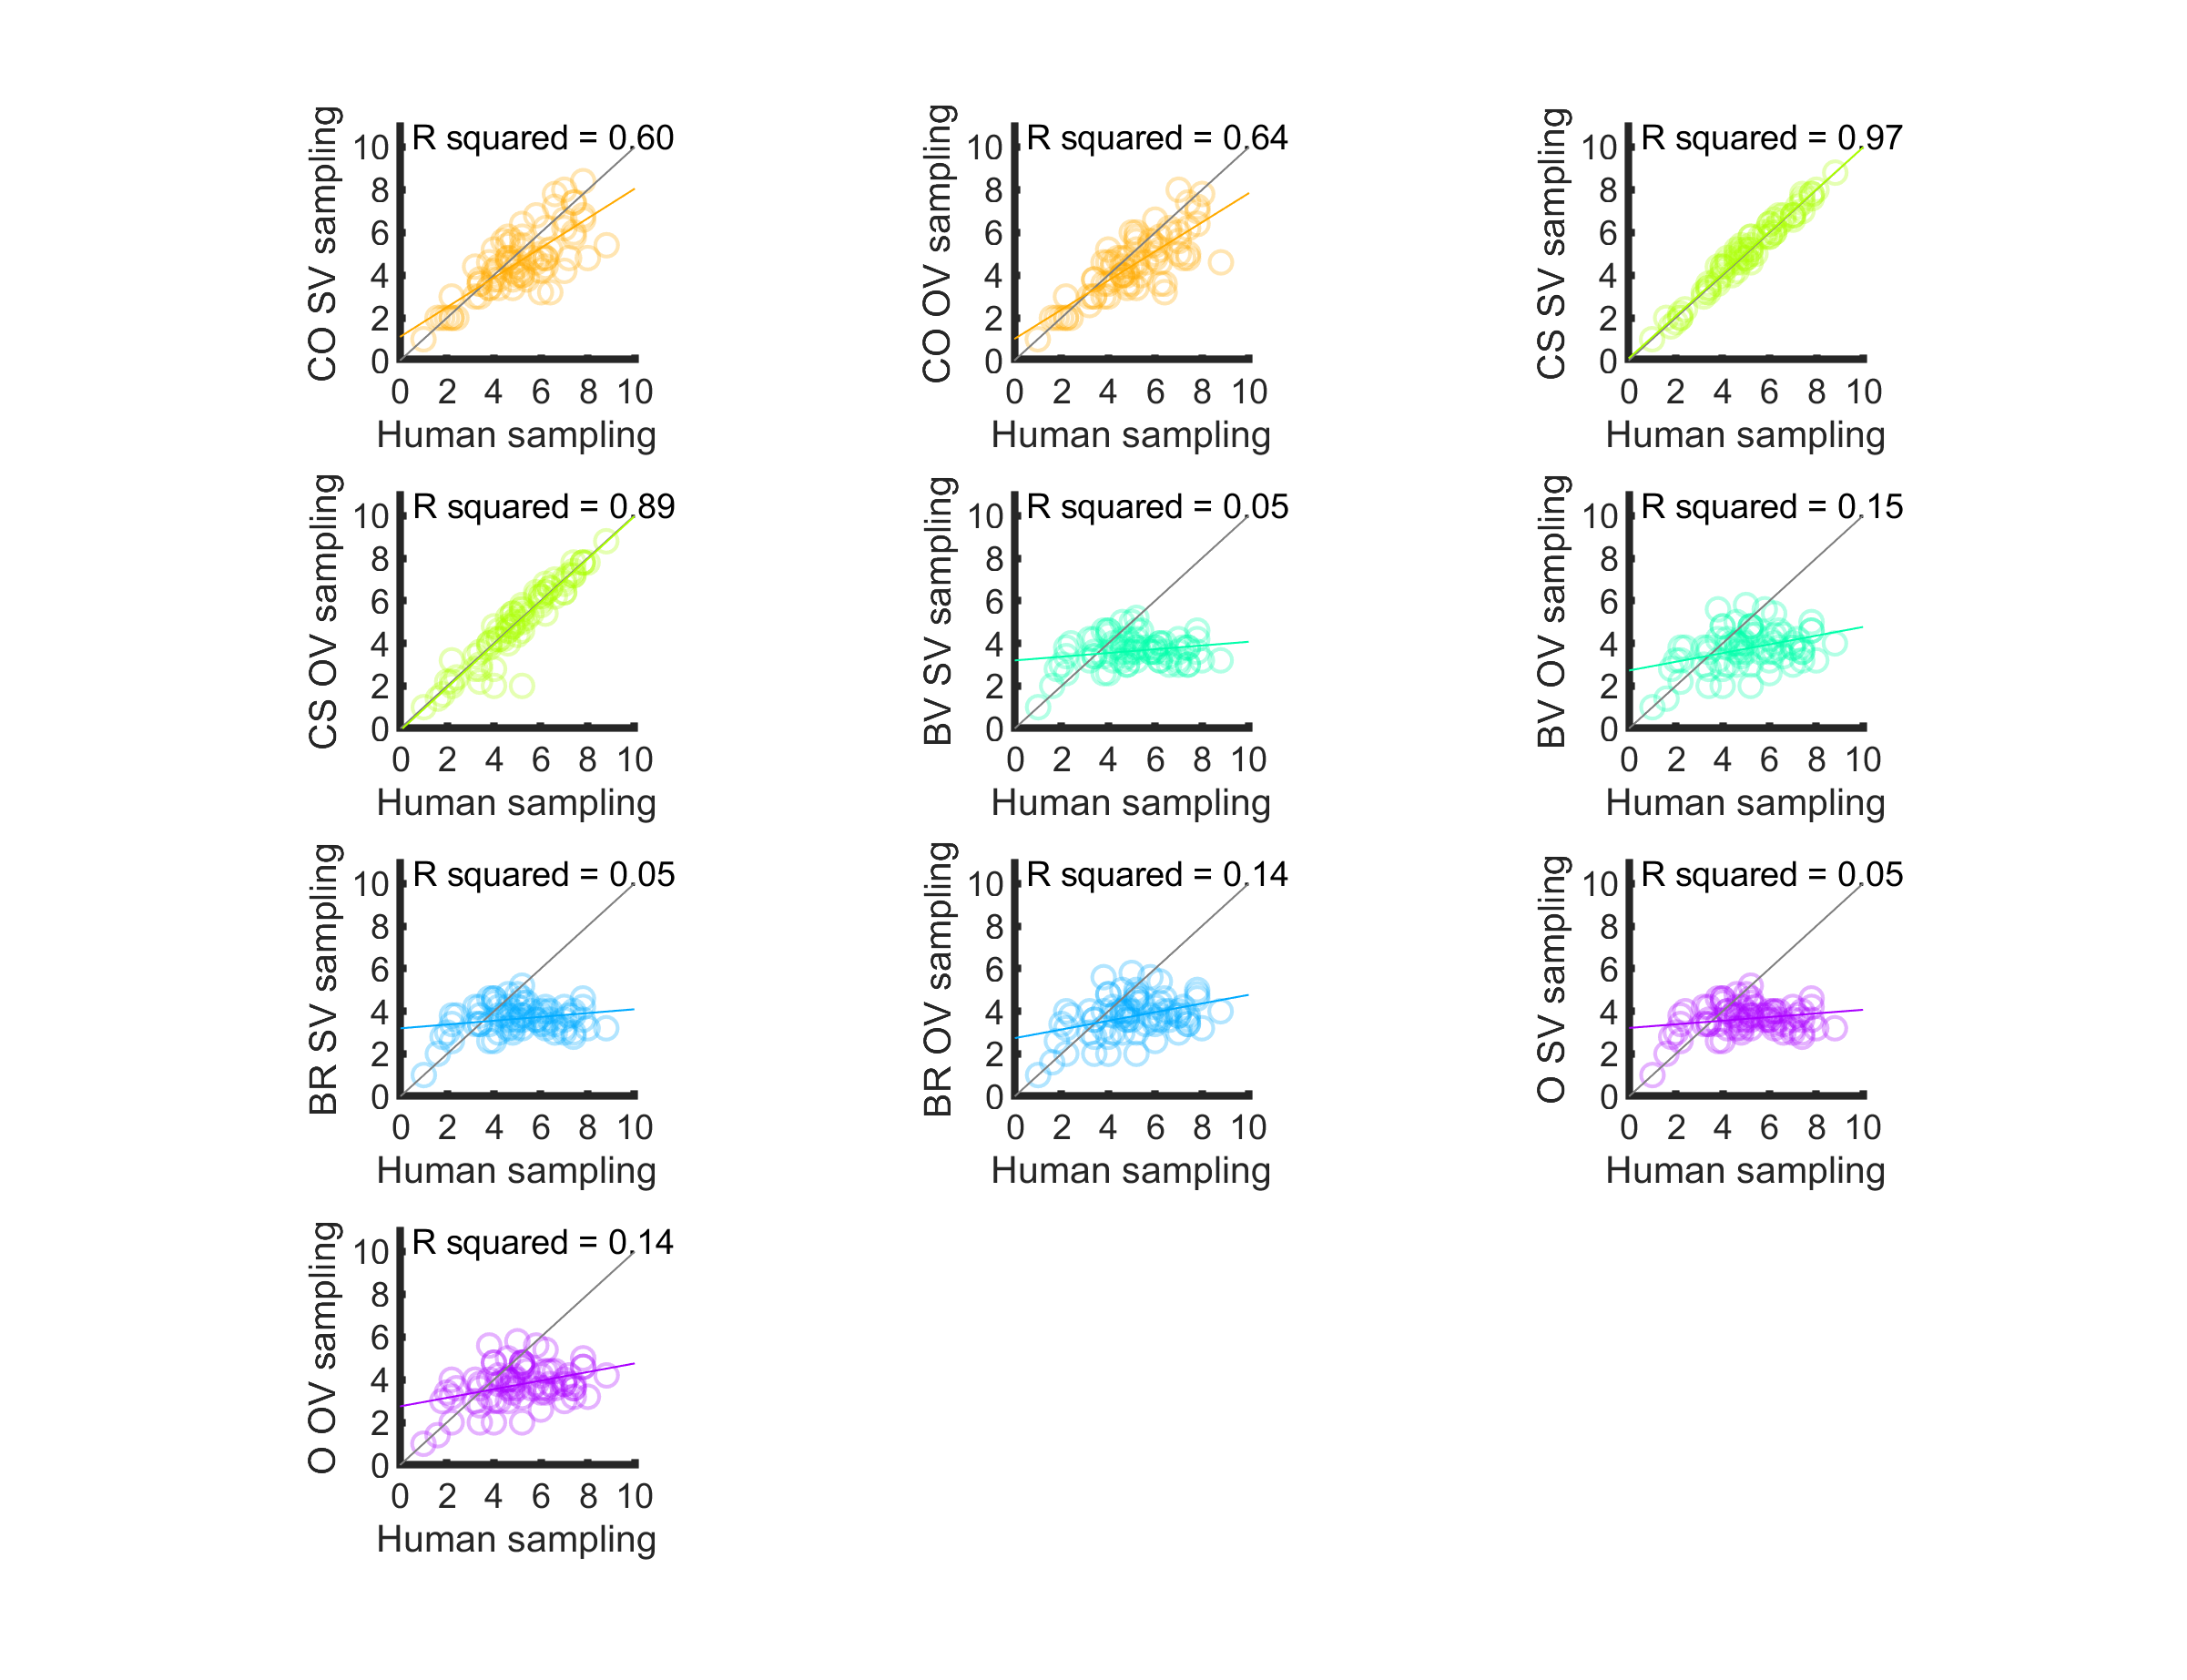 R squared = 0.60
CO SV sampling
10
8
6
4
2
0
0 2 4 6 8 10
Human sampling
R squared = 0.64
CO OV sampling
10
8
6
4
2
0
0 2 4 6 8 10
Human sampling
R squared = 0.97
CS SV sampling
10
8
6
4
2
0
0 2 4 6 8 10
Human sampling
R squared = 0.89
CS OV sampling
10
8
6
4
2
0
0 2 4 6 8 10
Human sampling
R squared = 0.05
BV SV sampling
10
8
6
4
2
0
0 2 4 6 8 10
Human sampling
R squared = 0.15
BV OV sampling
10
8
6
4
2
0
0 2 4 6 8 10
Human sampling
R squared = 0.05
BR SV sampling
10
8
6
4
2
0
0 2 4 6 8 10
Human sampling
R squared = 0.14
BR OV sampling
10
8
6
4
2
0
0 2 4 6 8 10
Human sampling
R squared = 0.05
O SV sampling
10
8
6
4
2
0
0 2 4 6 8 10
Human sampling
R squared = 0.14
O OV sampling
10
8
6
4
2
0
0 2 4 6 8 10
Human sampling